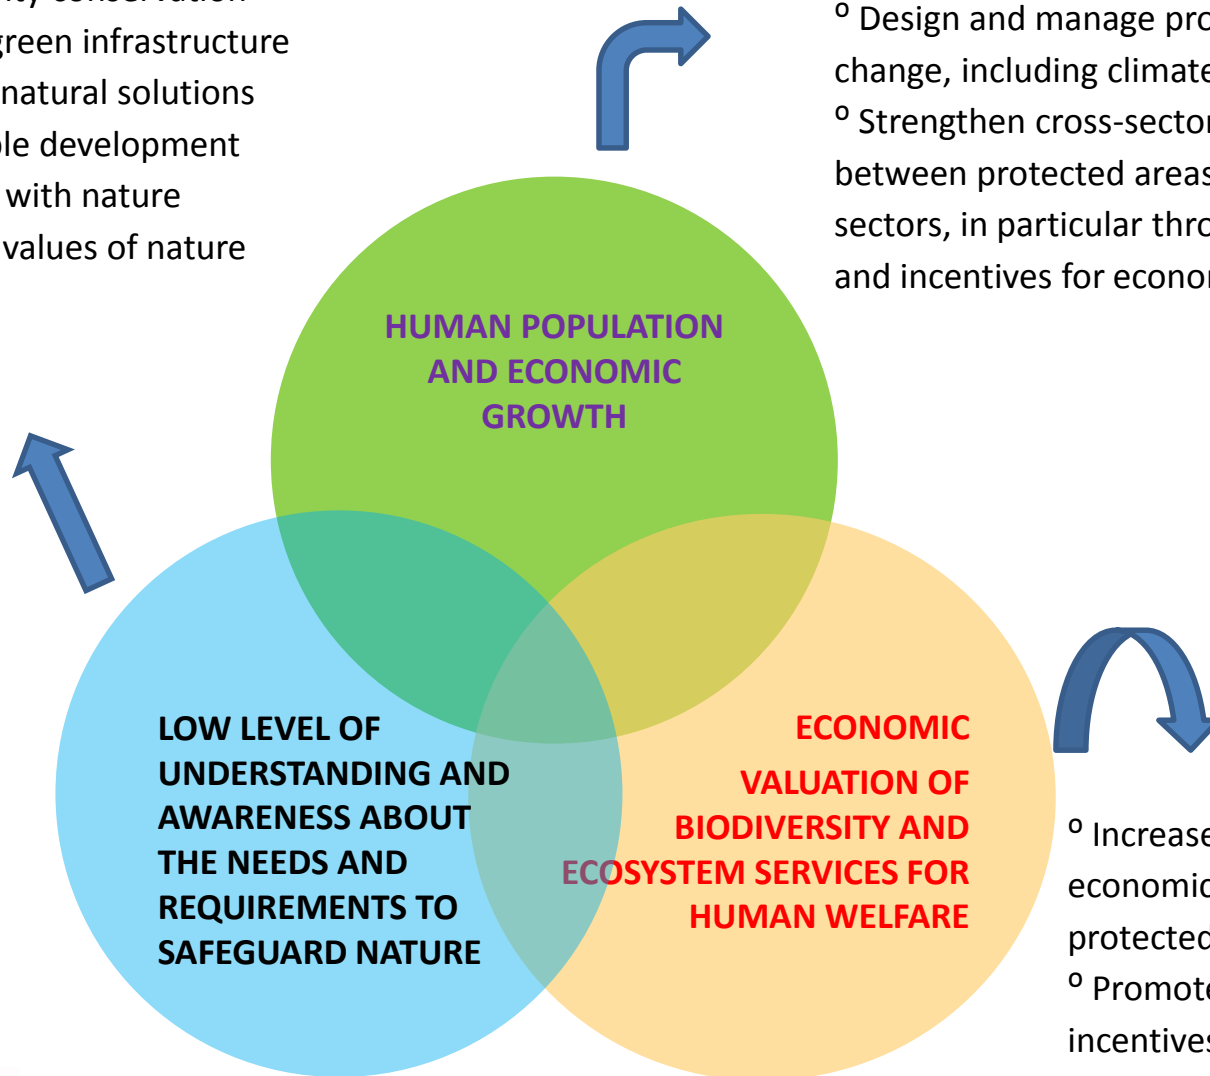 ity conservation
green infrastructure
natural solutions
ble development
with nature
values of nature
º Design and manage pro
change, including climate
º Strengthen cross-sector
between protected areas
sectors, in particular thro
and incentives for econor
HUMAN POPULATION
AND ECONOMIC
GROWTH
LOW LEVEL OF
UNDERSTANDING AND
AWARENESS ABOUT
THE NEEDS AND
REQUIREMENTS TO
SAFEGUARD NATURE
ECONOMIC
VALUATION OF
BIODIVERSITY AND
ECOSYSTEM SERVICES FOR
HUMAN WELFARE
º Increase
economic
protected
º Promote
incentives